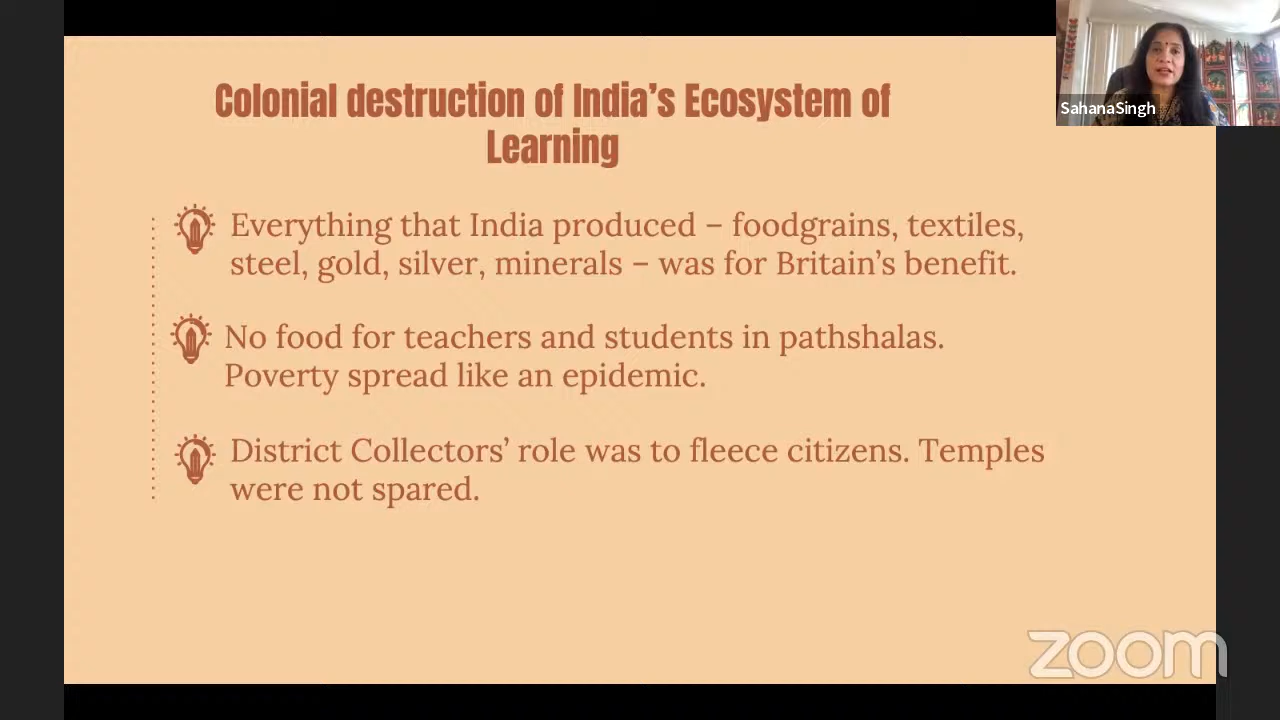 Colonial destruction of India's Ecosystem of
Learning
SahanaSingh
Everything that India produced – foodgrains, textiles,
steel, gold, silver, minerals – was for Britain's benefit.
No food for teachers and students in pathshalas.
Poverty spread like an epidemic.
District Collectors' role was to fleece citizens. Temples
were not spared.
zoom